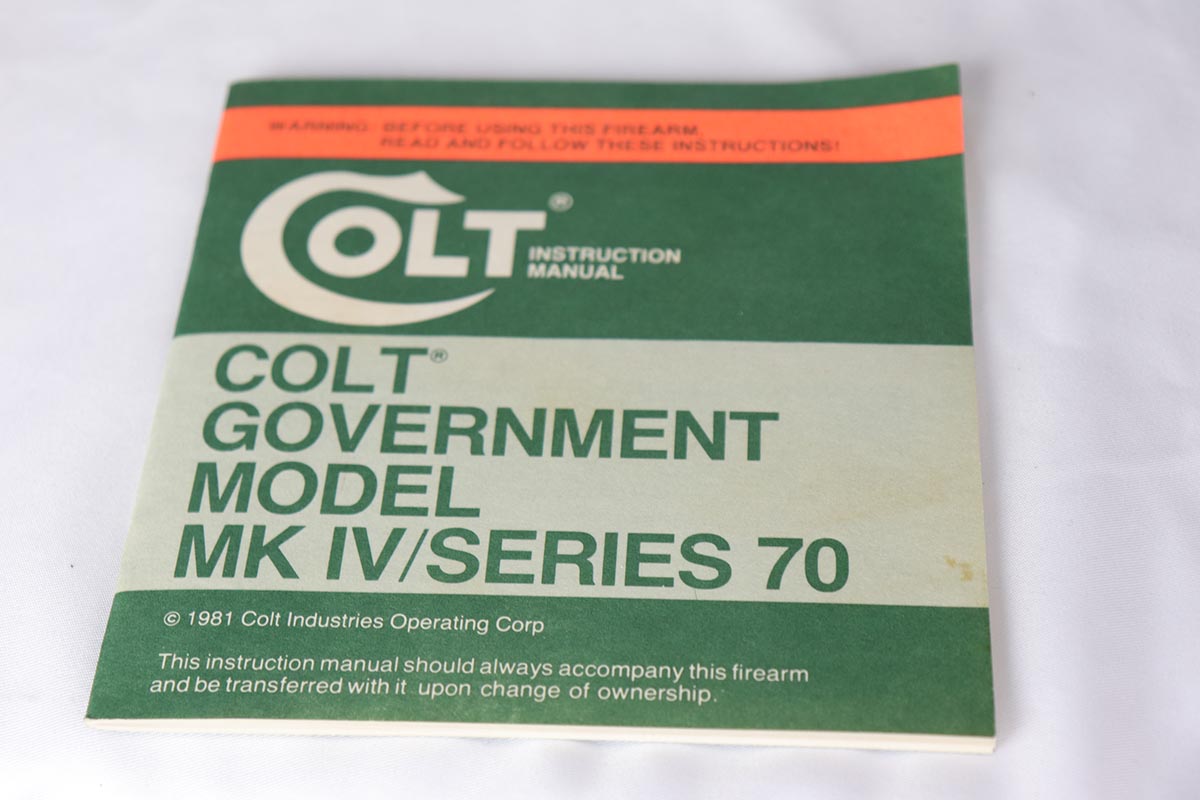 WARNING: BEFORE USING THIS FIREARM,
READ AND FOLLOW THESE INSTRUCTIONS!
COLT®
INSTRUCTION
MANUAL
COLT®
GOVERNMENT
MODEL
MK IV/SERIES 70
© 1981 Colt Industries Operating Corp
This instruction manual should always accompany this firearm
and be transferred with it upon change of ownership.